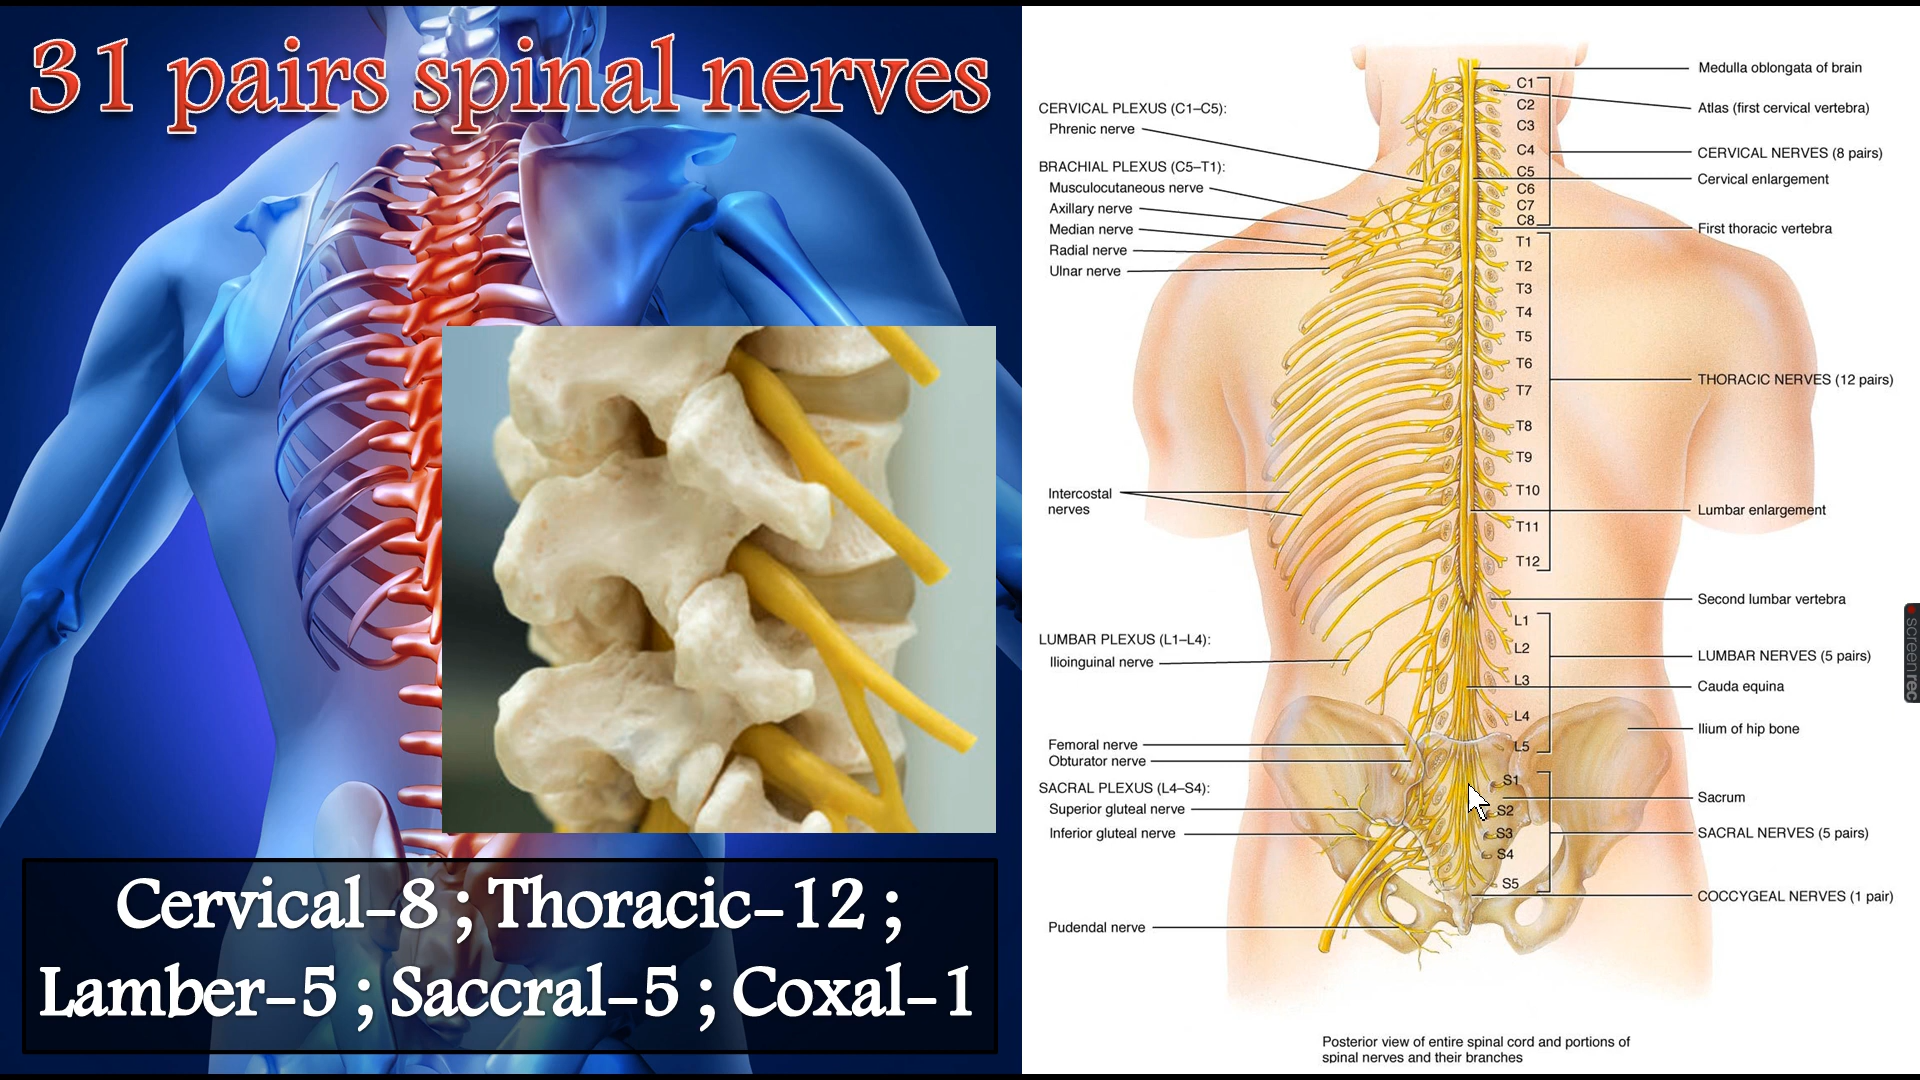 31 pairs spinal nerves
Cervical-8 ; Thoracic-12 ;
Lamber-5 ; Saccral-5 ; Coxal-1
CERVICAL PLEXUS (C1–C5):
Phrenic nerve
BRACHIAL PLEXUS (C5–T1):
Musculocutaneous nerve
Axillary nerve
Median nerve
Radial nerve
Ulnar nerve
Intercostal
nerves
LUMBAR PLEXUS (L1–L4):
Ilioinguinal nerve
Femoral nerve
Obturator nerve
SACRAL PLEXUS (L4–S4):
Superior gluteal nerve
Inferior gluteal nerve
Pudendal nerve
C1
C2
C3
C4
C5
C6
C7
C8
T1
T2
T3
T4
T5
T6
T7
T8
T9
T10
T11
T12
L1
L2
L3
L4
L5
S1
S2
S3
S4
S5
Medulla oblongata of brain
Atlas (first cervical vertebra)
CERVICAL NERVES (8 pairs)
Cervical enlargement
First thoracic vertebra
THORACIC NERVES (12 pairs)
Lumbar enlargement
Second lumbar vertebra
LUMBAR NERVES (5 pairs)
Cauda equina
Ilium of hip bone
Sacrum
SACRAL NERVES (5 pairs)
COCCYGEAL NERVES (1 pair)
Posterior view of entire spinal cord and portions of
spinal nerves and their branches
screenrec